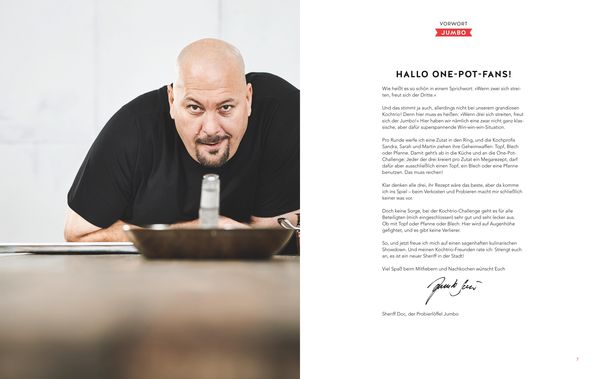 VORWORT
JUMBO
HALLO ONE-POT-FANS!
Wie heißt es so schön in einem Sprichwort: »Wenn zwei sich strei-
ten, freut sich der Dritte.«
Und das stimmt ja auch, allerdings nicht bei unserem grandiosen
Kochtrio! Denn hier muss es heißen: »Wenn drei sich streiten, freut
sich der Jumbo!« Hier haben wir nämlich eine zwar nicht ganz klas-
sische, aber dafür superspannende Win-win-win-Situation.
Pro Runde werfe ich eine Zutat in den Ring, und die Kochprofis
Sandra, Sarah und Martin ziehen ihre Geheimwaffen: Topf, Blech
oder Pfanne. Damit geht's ab in die Küche und an die One-Pot-
Challenge: Jeder der drei kreiert pro Zutat ein Megarezept, darf
dafür aber ausschließlich einen Topf, ein Blech oder eine Pfanne
benutzen. Das muss reichen!
Klar denken alle drei, ihr Rezept wäre das beste, aber da komme
ich ins Spiel – beim Verkosten und Probieren macht mir schließlich
keiner was vor.
Doch keine Sorge, bei der Kochtrio-Challenge geht es für alle
Beteiligten (mich eingeschlossen) sehr gut und sehr lecker aus.
Ob mit Topf oder Pfanne oder Blech: Hier wird auf Augenhöhe
gefightet, und es gibt keine Verlierer.
So, und jetzt freue ich mich auf einen sagenhaften kulinarischen
Showdown. Und meinen Kochtrio-Freunden rate ich: Strengt euch
an, es ist ein neuer Sheriff in der Stadt!
Viel Spaß beim Mitfiebern und Nachkochen wünscht Euch
Sheriff Doc, der Probierlöffel Jumbo